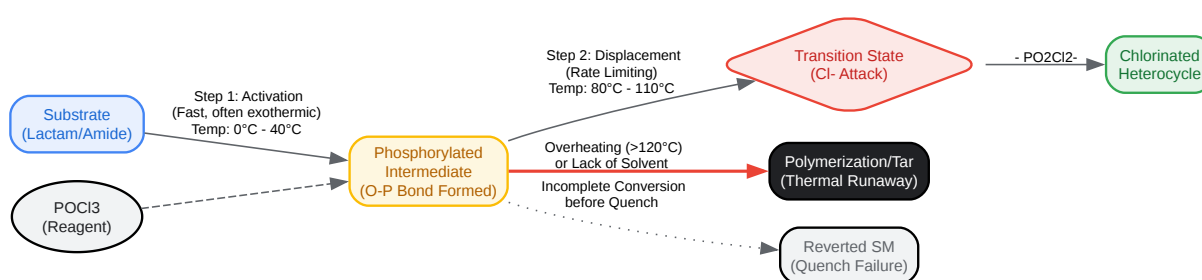 Substrate
(Lactam/Amide)
POCl3
(Reagent)
Step 1: Activation
(Fast, often exothermic)
Temp: 0°C - 40°C
Phosphorylated
Intermediate
(O-P Bond Formed)
Step 2: Displacement
(Rate Limiting)
Temp: 80°C - 110°C
Overheating (>120°C)
or Lack of Solvent
Incomplete Conversion
before Quench
Transition State
(Cl- Attack)
Polymerization/Tar
(Thermal Runaway)
Reverted SM
(Quench Failure)
- PO2Cl2-
Chlorinated
Heterocycle